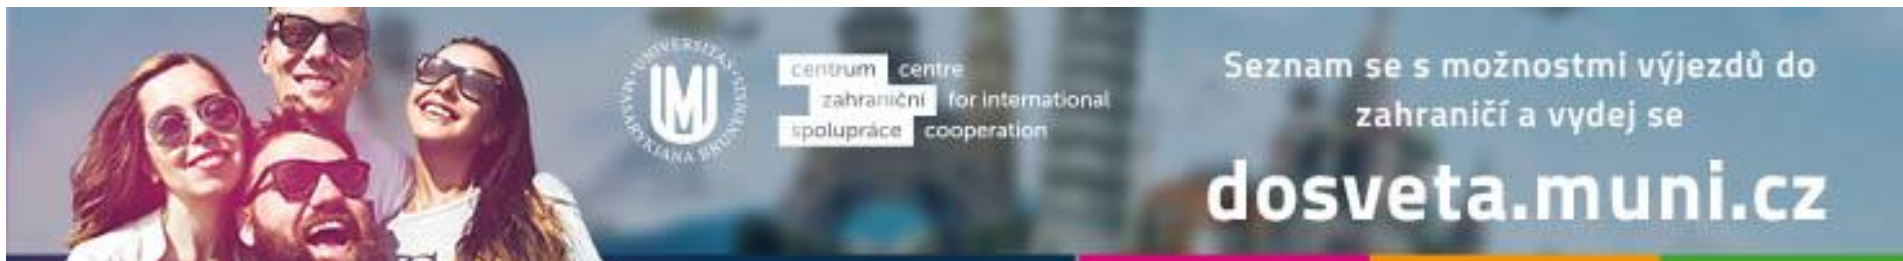 UNIVERSITAS MASARYKIANA BRUNENSIS
centrum centre
zahraniční for international
spolupráce cooperation
Seznam se s možnostmi výjezdů do
zahraničí a vydej se
dosveta.muni.cz